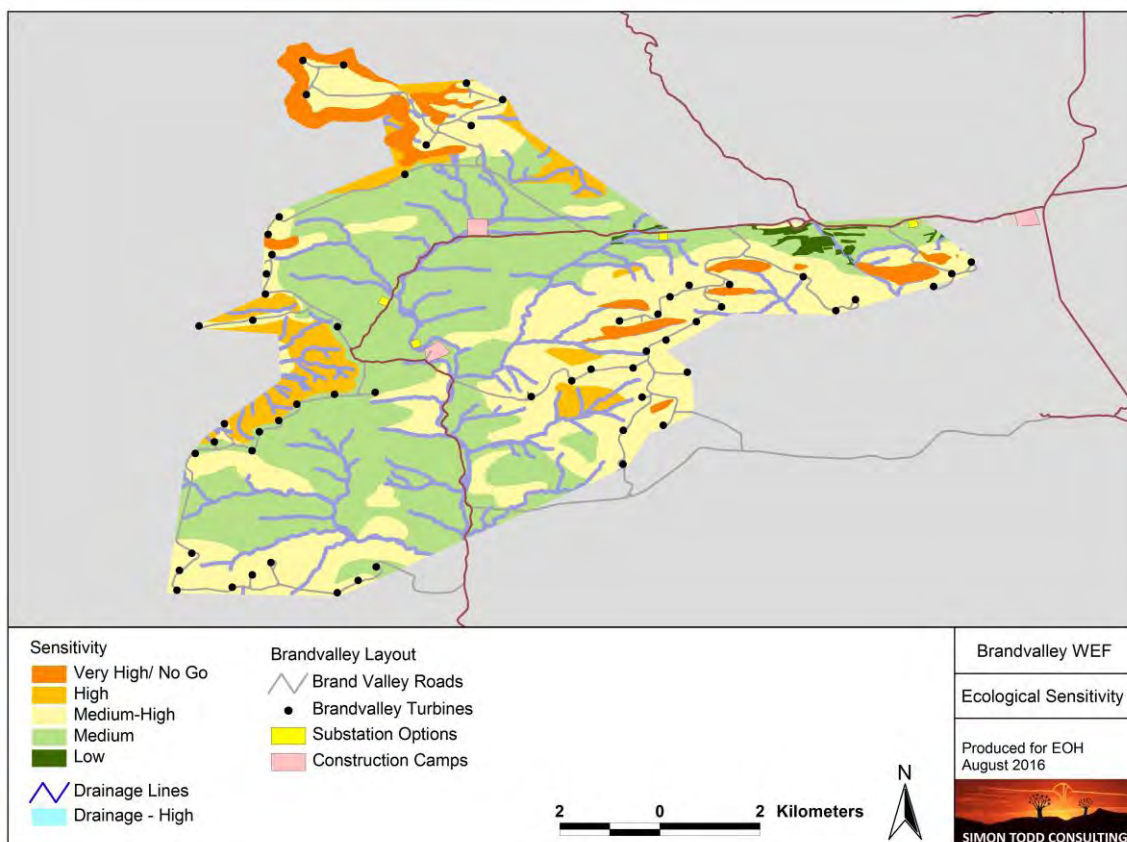 Sensitivity
Very High/ No Go
High
Medium-High
Medium
Low
Drainage Lines
Drainage - High
Brandvalley Layout
Brand Valley Roads
Brandvalley Turbines
Substation Options
Construction Camps
2 0 2 Kilometers
N
Brandvalley WEF
Ecological Sensitivity
Produced for EOH
August 2016
SIMON TODD CONSULTING